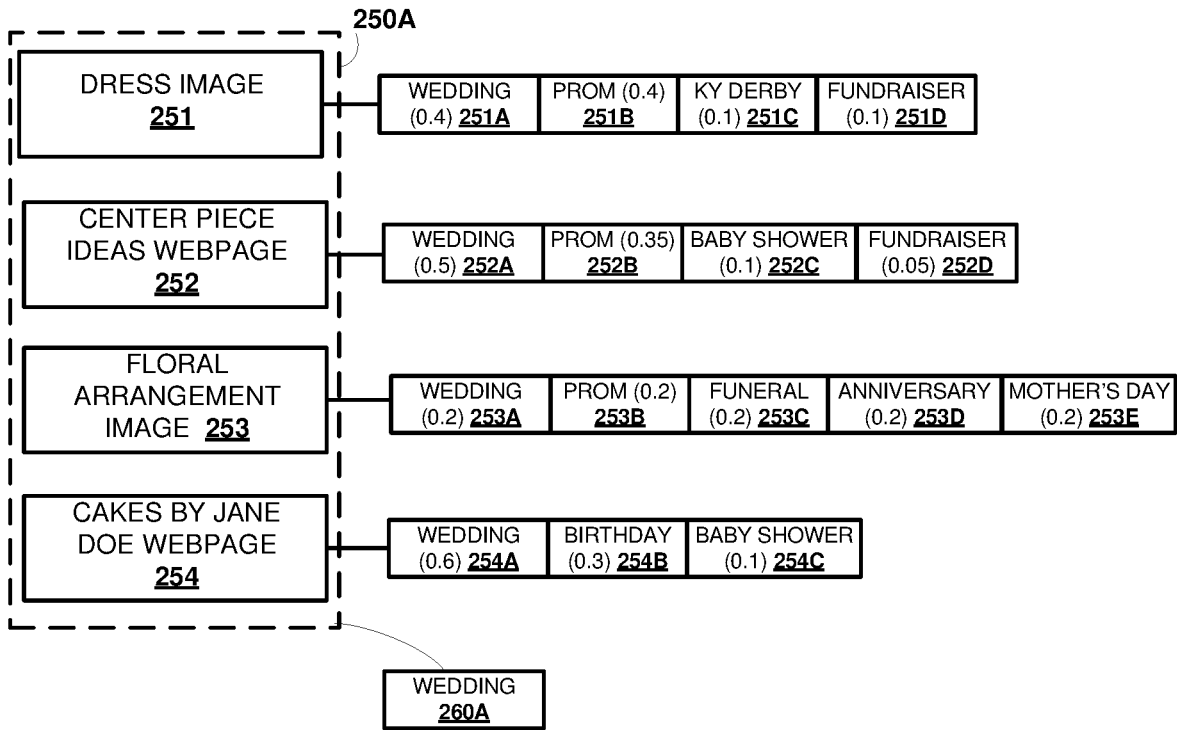 250A
DRESS IMAGE
251
WEDDING
(0.4) 251A
PROM (0.4)
251B
KY DERBY
(0.1) 251C
FUNDRAISER
(0.1) 251D
CENTER PIECE
IDEAS WEBPAGE
252
WEDDING
(0.5) 252A
PROM (0.35)
252B
BABY SHOWER
(0.1) 252C
FUNDRAISER
(0.05) 252D
FLORAL
ARRANGEMENT
IMAGE 253
WEDDING
(0.2) 253A
PROM (0.2)
253B
FUNERAL
(0.2) 253C
ANNIVERSARY
(0.2) 253D
MOTHER'S DAY
(0.2) 253E
CAKES BY JANE
DOE WEBPAGE
254
WEDDING
(0.6) 254A
BIRTHDAY
(0.3) 254B
BABY SHOWER
(0.1) 254C
WEDDING
260A